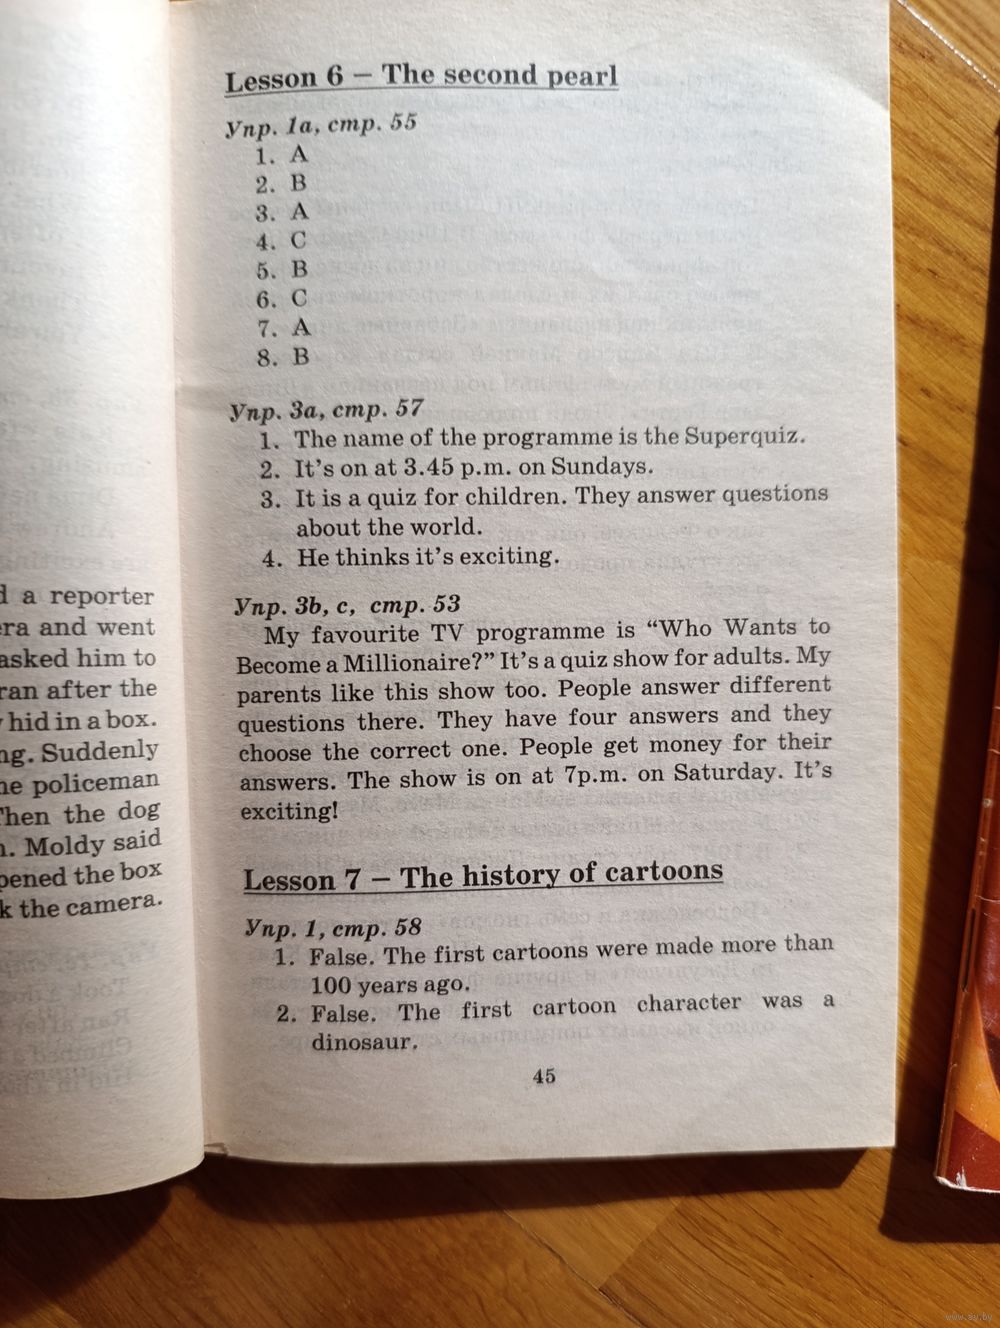 d a reporter
era and went
asked him to
ran after the
hid in a box.
ng. Suddenly
he policeman
Then the dog
n. Moldy said
pened the box
k the camera.
Lesson 6 – The second pearl
Упр. 1а, стр. 55
1. A
2. B
3. A
4. C
5. B
6. C
7. A
8. B
Упр. 3а, стр. 57
1. The name of the programme is the Superquiz.
2. It's on at 3.45 p.m. on Sundays.
3. It is a quiz for children. They answer questions
about the world.
4. He thinks it's exciting.
Упр. 3b, c, стр. 53
My favourite TV programme is “Who Wants to
Become a Millionaire?” It's a quiz show for adults. My
parents like this show too. People answer different
questions there. They have four answers and they
choose the correct one. People get money for their
answers. The show is on at 7p.m. on Saturday. It's
exciting!
Lesson 7 – The history of cartoons
Упр. 1, стр. 58
1. False. The first cartoons were made more than
100 years ago.
2. False. The first cartoon character was a
dinosaur.
45
www.ay.by